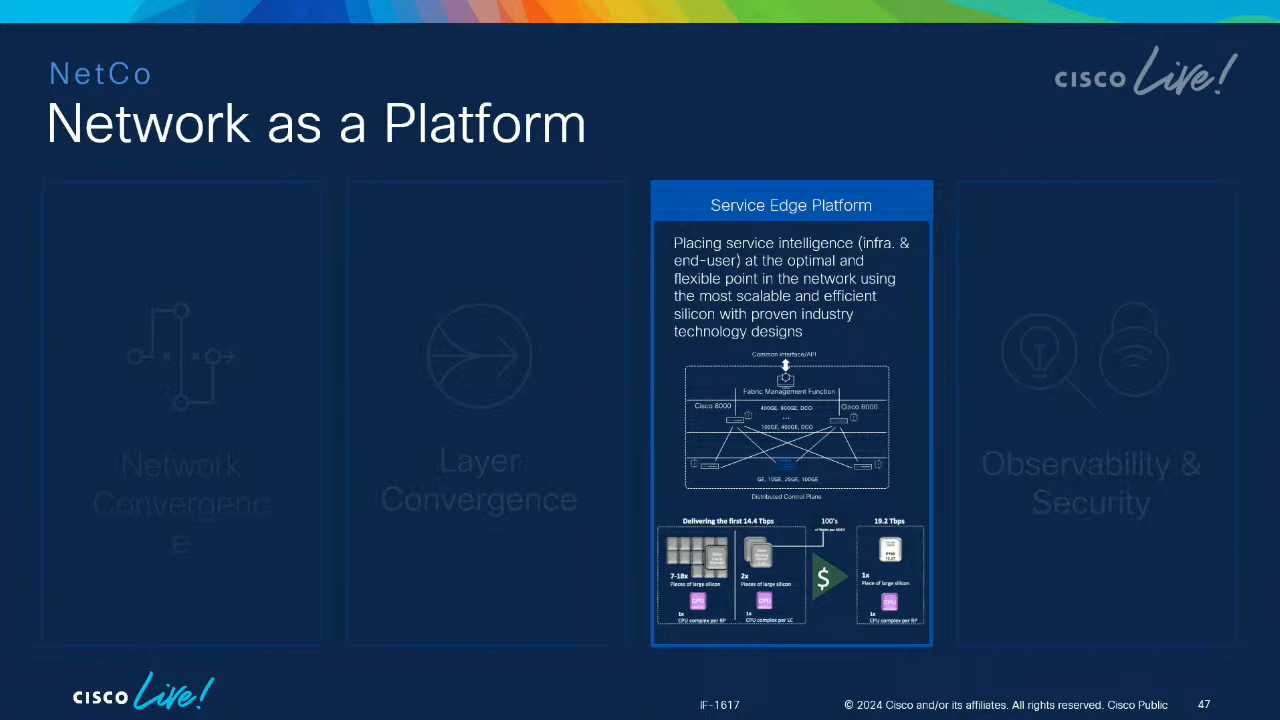 NetCo
CISCO Live!
Network as a Platform
Network
Convergenc
e
Layer
Convergence
Service Edge Platform
Placing service intelligence (infra. &
end-user) at the optimal and
flexible point in the network using
the most scalable and efficient
silicon with proven industry
technology designs
Common Interface/API
Fabric Management Function
Cisco 8000
400GE, 800GE, DCO
Cisco 8000
...
100GE, 400GE, DCO
GE, 10GE, 25GE, 100GE
Distributed Control Plane
Delivering the first 14.4 Tbps
100's
19.2 Tbps
7-18x
Pieces of large silicon
2x
Pieces of large silicon
$
1x
Piece of large silicon
CPU
1x
CPU complex per RP
CPU
1x
CPU complex per LC
CPU
1x
CPU complex per RP
Observability &
Security
CISCO Live!
IF-1617
© 2024 Cisco and/or its affiliates. All rights reserved. Cisco Public
47